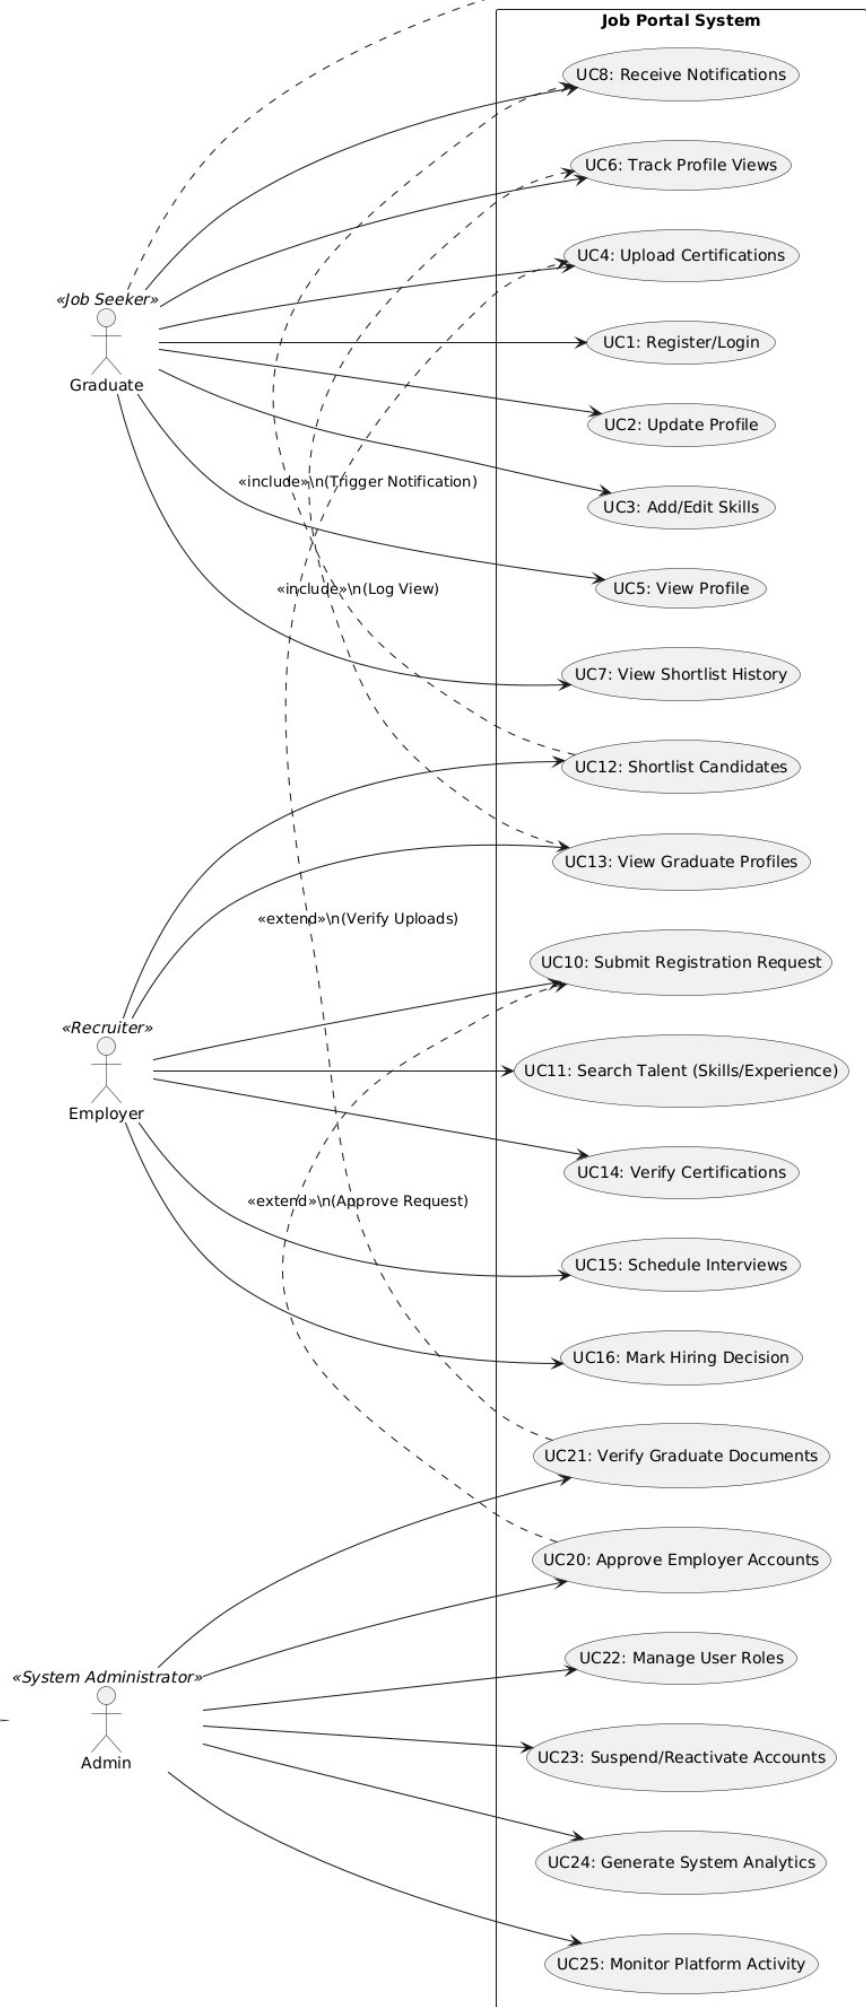 Job Portal System
UC8: Receive Notifications
UC6: Track Profile Views
UC4: Upload Certifications
«Job Seeker»
Graduate
UC1: Register/Login
UC2: Update Profile
«include»\n(Trigger Notification)
UC3: Add/Edit Skills
«include»\n(Log View)
UC5: View Profile
UC7: View Shortlist History
UC12: Shortlist Candidates
UC13: View Graduate Profiles
«extend»\n(Verify Uploads)
UC10: Submit Registration Request
«Recruiter»
Employer
UC11: Search Talent (Skills/Experience)
UC14: Verify Certifications
«extend»\n(Approve Request)
UC15: Schedule Interviews
UC16: Mark Hiring Decision
UC21: Verify Graduate Documents
UC20: Approve Employer Accounts
«System Administrator»
Admin
UC22: Manage User Roles
UC23: Suspend/Reactivate Accounts
UC24: Generate System Analytics
UC25: Monitor Platform Activity